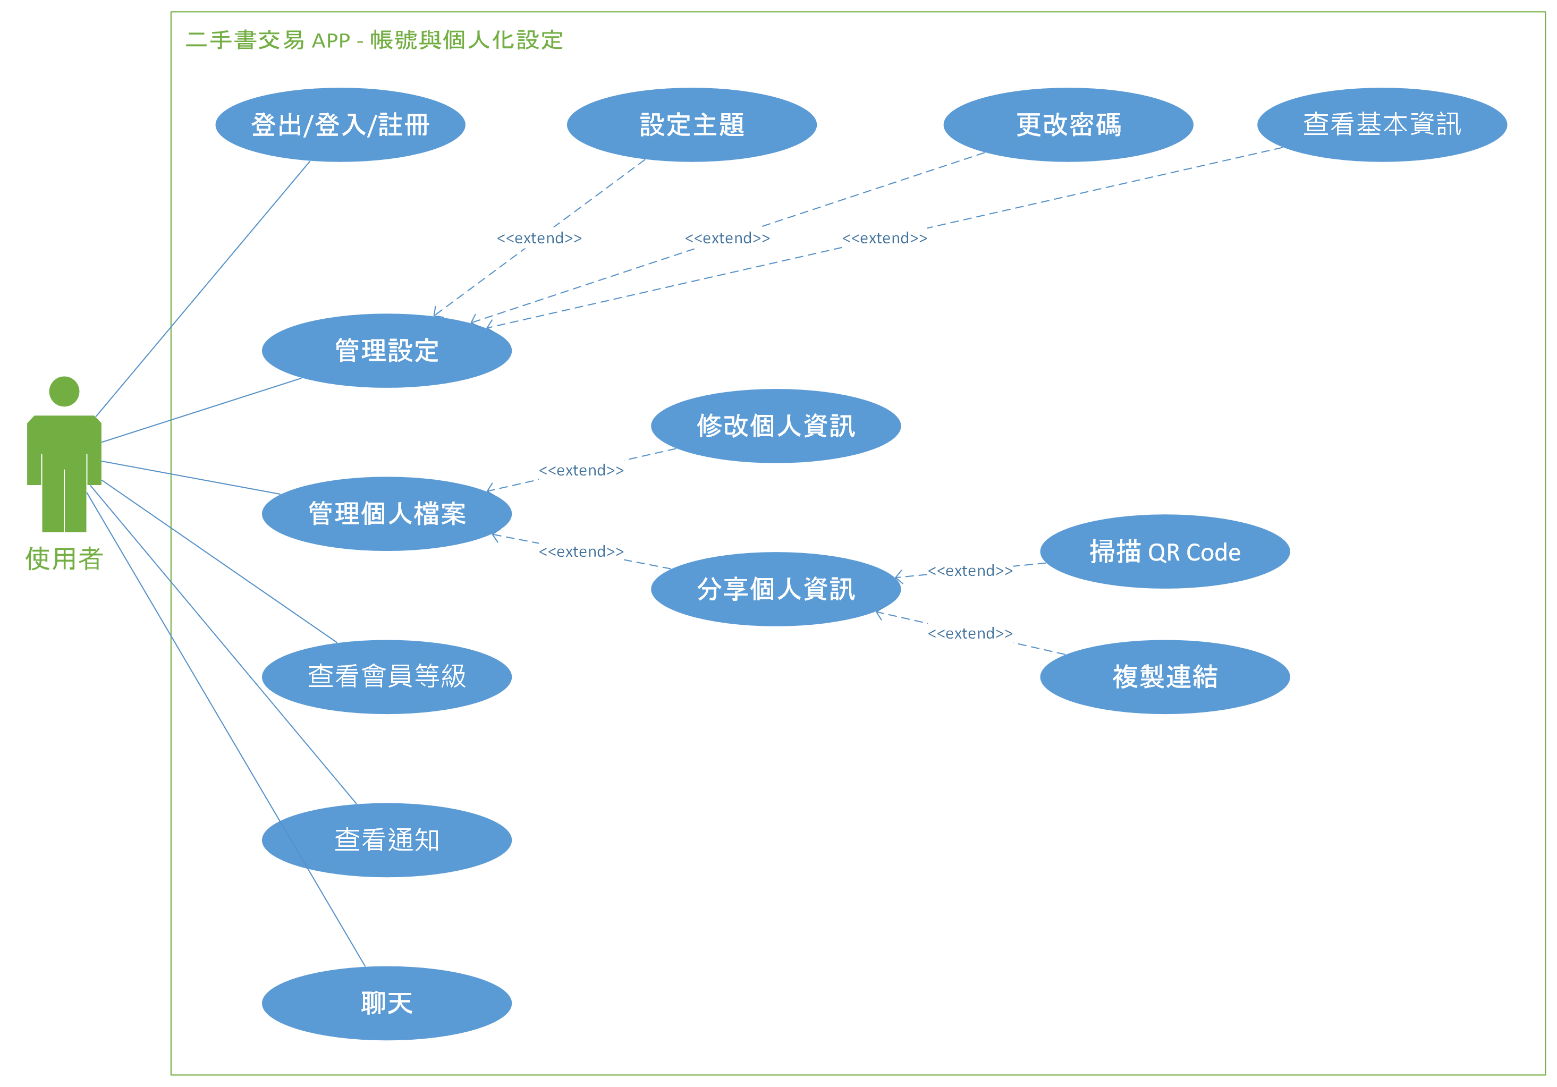 二手書交易 APP - 帳號與個人化設定
登出/登入/註冊
設定主題
更改密碼
查看基本資訊
<<extend>>
<<extend>>
<<extend>>
管理設定
修改個人資訊
<<extend>>
管理個人檔案
<<extend>>
分享個人資訊
掃描 QR Code
<<extend>>
<<extend>>
複製連結
使用者
查看會員等級
查看通知
聊天